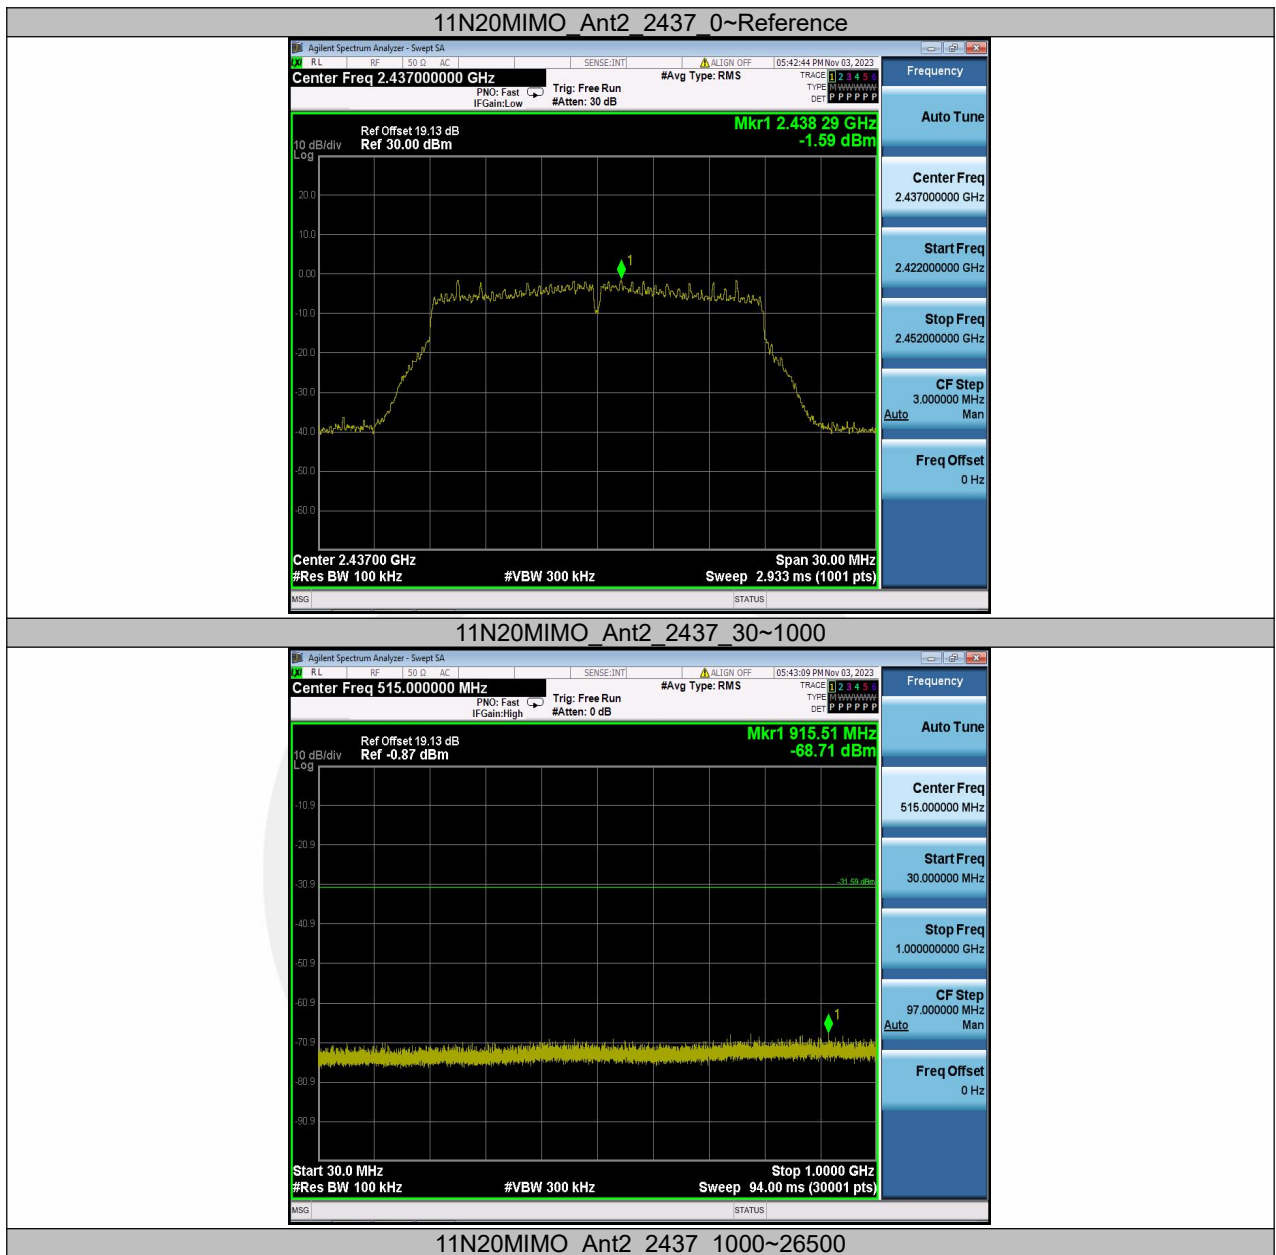 11N20MIMO_Ant2_2437_0~Reference
Agilent Spectrum Analyzer - Swept SA
RL RF 50 Ω AC SENSE:INT ALIGN OFF 05:42:44 PM Nov 03, 2023
Center Freq 2.437000000 GHz
#Avg Type: RMS
TRACE 1 2 3 4 5 6
PNO: Fast Trig: Free Run
TYPE M WWWWW
IFGain:Low #Atten: 30 dB
DET P P P P P P
Frequency
Auto Tune
Mkr1 2.438 29 GHz
-1.59 dBm
Ref Offset 19.13 dB
10 dB/div Ref 30.00 dBm
Log
20.0
10.0
0.00
-10.0
-20.0
-30.0
-40.0
-50.0
-60.0
1
Center Freq
2.437000000 GHz
Start Freq
2.422000000 GHz
Stop Freq
2.452000000 GHz
CF Step
3.000000 MHz
Auto Man
Freq Offset
0 Hz
Center 2.43700 GHz Span 30.00 MHz
#Res BW 100 kHz #VBW 300 kHz Sweep 2.933 ms (1001 pts)
MSG STATUS
11N20MIMO_Ant2_2437_30~1000
Agilent Spectrum Analyzer - Swept SA
RL RF 50 Ω AC SENSE:INT ALIGN OFF 05:43:09 PM Nov 03, 2023
Center Freq 515.000000 MHz
#Avg Type: RMS
TRACE 1 2 3 4 5 6
PNO: Fast Trig: Free Run
TYPE M WWWWW
IFGain:High #Atten: 0 dB
DET P P P P P P
Frequency
Auto Tune
Mkr1 915.51 MHz
-68.71 dBm
Ref Offset 19.13 dB
10 dB/div Ref -0.87 dBm
Log
-10.9
-20.9
-30.9
-31.59 dBm
-40.9
-50.9
-60.9
-70.9
-80.9
-90.9
1
Center Freq
515.000000 MHz
Start Freq
30.000000 MHz
Stop Freq
1.000000000 GHz
CF Step
97.000000 MHz
Auto Man
Freq Offset
0 Hz
Start 30.0 MHz Stop 1.0000 GHz
#Res BW 100 kHz #VBW 300 kHz Sweep 94.00 ms (30001 pts)
MSG STATUS
11N20MIMO_Ant2_2437_1000~26500